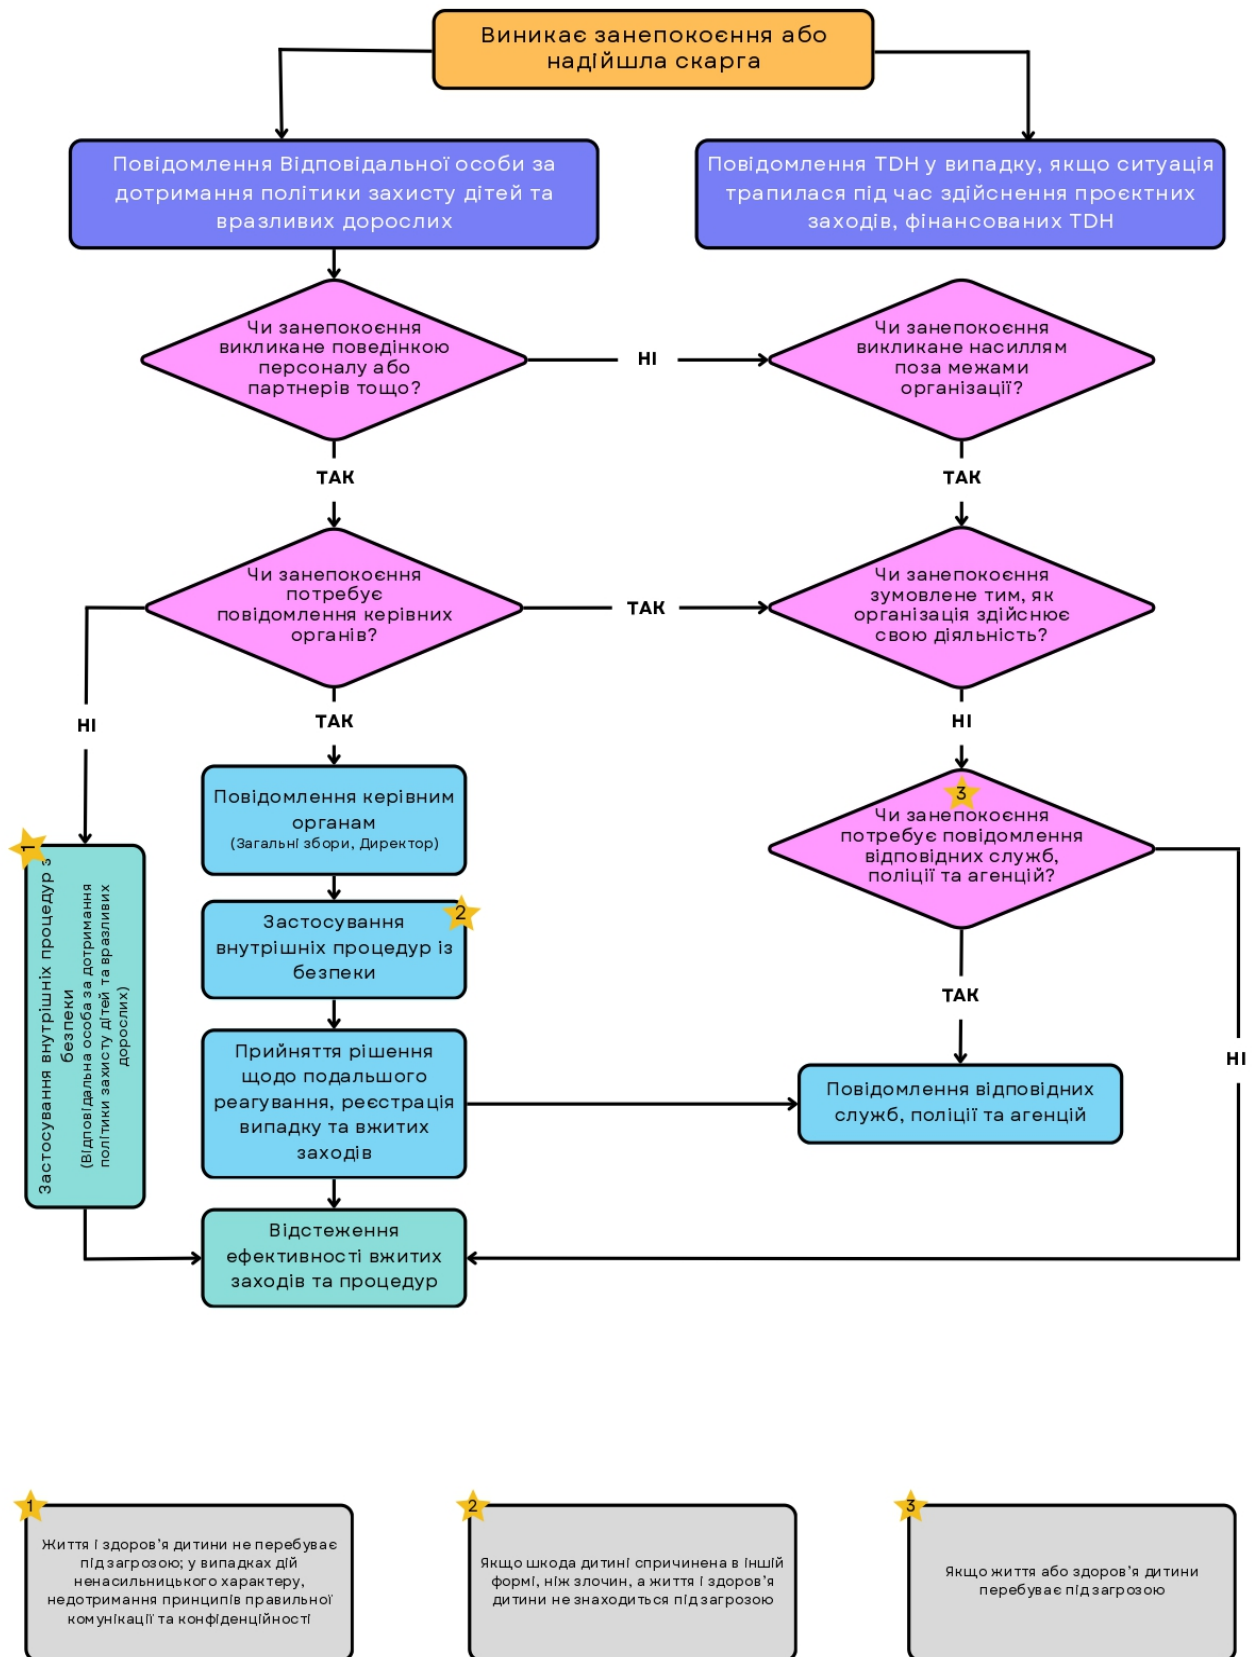 Виникає занепокоєння або
надійшла скарга
Повідомлення Відповідальної особи за
дотримання політики захисту дітей та
вразливих дорослих
Повідомлення TDH у випадку, якщо ситуація
трапилася під час здійснення проєктних
заходів, фінансованих TDH
Чи занепокоєння
викликане поведінкою
персоналу або
партнерів тощо?
НІ
Чи занепокоєння
викликане насиллям
поза межами
організації?
ТАК
ТАК
Чи занепокоєння
потребує
повідомлення керівних
органів?
ТАК
Чи занепокоєння
зумовлене тим, як
організація здійснює
свою діяльність?
НІ
ТАК
НІ
Повідомлення керівним
органам
(Загальні збори, Директор)
3
Чи занепокоєння
потребує повідомлення
відповідних служб,
поліції та агенцій?
1
Застосування внутрішніх процедур з
безпеки
(Відповідальна особа за дотримання
політики захисту дітей та вразливих
дорослих)
2
Застосування
внутрішніх процедур із
безпеки
ТАК
НІ
Прийняття рішення
щодо подальшого
реагування, реєстрація
випадку та вжитих
заходів
Повідомлення відповідних
служб, поліції та агенцій
Відстеження
ефективності вжитих
заходів та процедур
1
Життя і здоров’я дитини не перебуває
під загрозою; у випадках дій
ненасильницького характеру,
недотримання принципів правильної
комунікації та конфіденційності
2
Якщо шкода дитині спричинена в іншій
формі, ніж злочин, а життя і здоров’я
дитини не знаходиться під загрозою
3
Якщо життя або здоров’я дитини
перебуває під загрозою